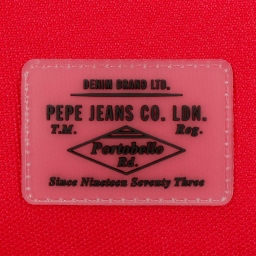 DENIM BRAND LTD.
PEPE JEANS CO. LDN.
T.M. Reg.
Portobello
Rd.
Since Nineteen Seventy Three